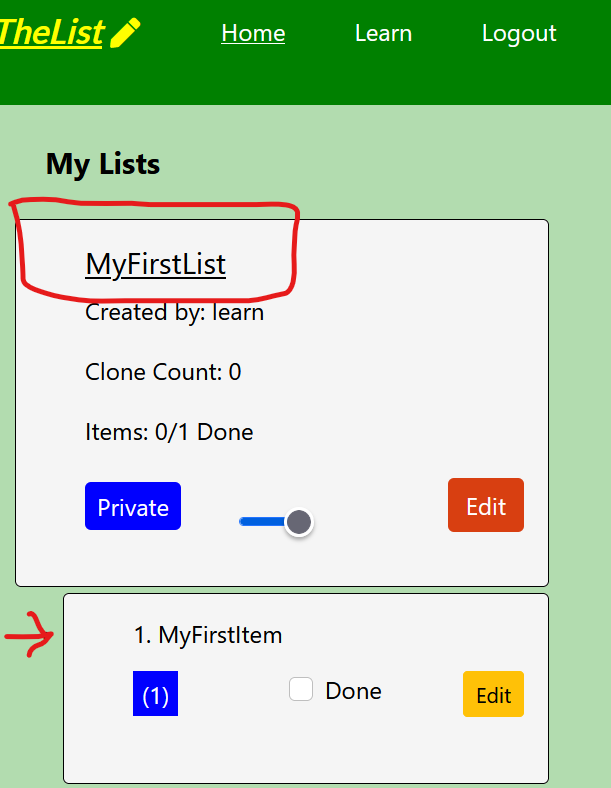 TheList
Home Learn Logout
My Lists
MyFirstList
Created by: learn
Clone Count: 0
Items: 0/1 Done
Private Edit
1. MyFirstItem
(1) Done Edit